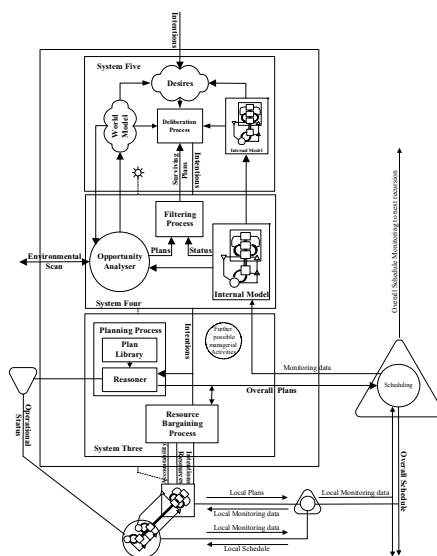 Intentions
System Five
Desires
World
Model
Deliberation
Process
Internal Model
Surviving
Plans
Intentions
Filtering
Process
Environmental
Scan
Opportunity
Analyser
Plans
Status
Internal Model
System Four
Overall Schedule Monitoring to next recursion
Planning Process
Plan
Library
Reasoner
Intentions
Further
possible
managerial
Activities
Monitoring data
Scheduling
Overall Plans
Resource
Bargaining
Process
System Three
Operational
Status
Accountability
Resources
Intentions
Overall Schedule
Local Plans
Local Monitoring data
Local Monitoring data
Local Monitoring data
Local Schedule